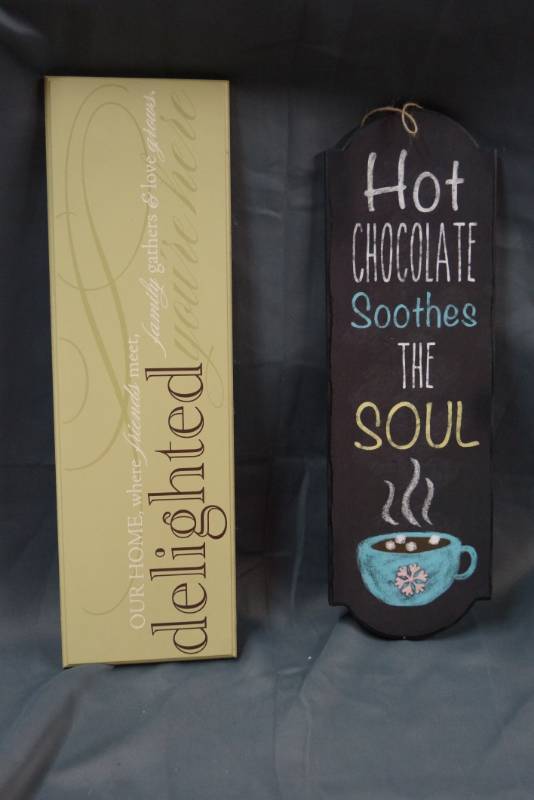 OUR HOME, where friends meet, family gathers & love grows.
delighted you're here
Hot
CHOCOLATE
Soothes
THE
SOUL